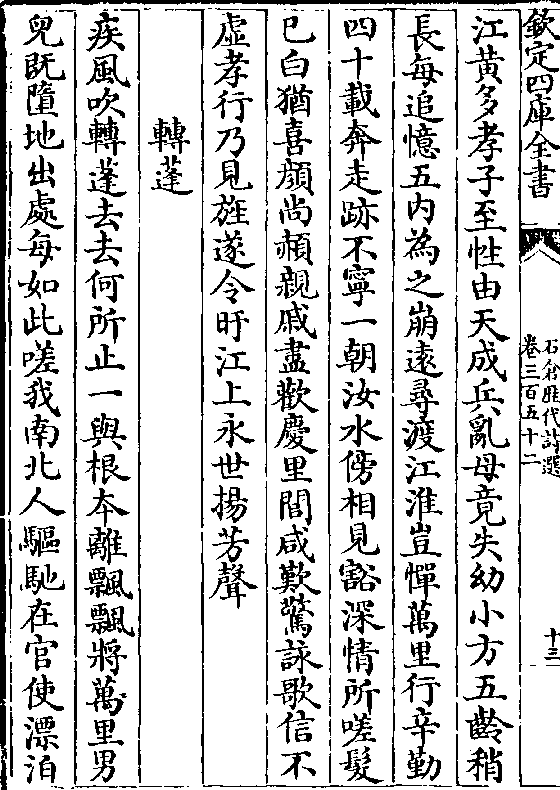 欽定四庫全書
石倉歷代詩選
卷三百五十二
十三
江黄多孝子至性由天成兵亂母竟失幼小方五齡稍
長每追憶五内為之崩逺尋渡江淮豈憚萬里行辛勤
四十載奔走跡不寧一朝汝水傍相見豁深情所嗟髮
已白猶喜顔尚赬親戚盡歡慶里閭咸歎驚詠歌信不
虚孝行乃見旌遂令盱江上永世揚芳聲
轉蓬
疾風吹轉蓬去去何所止一與根本離飄飄將萬里男
兒既墮地出處每如此嗟我南北人驅馳在官使漂泊